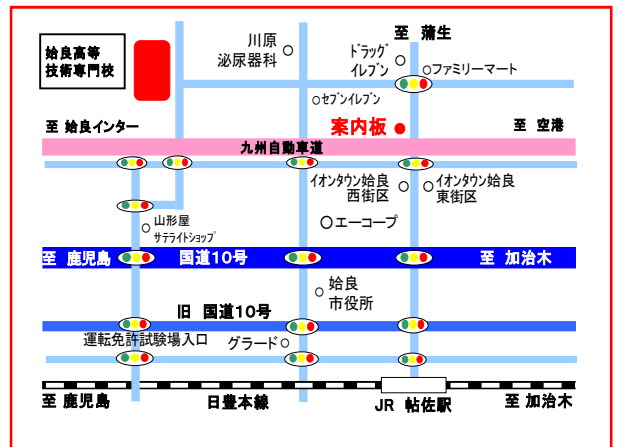 姶良高等
技術専門校
川原
泌尿器科
ﾄﾞﾗｯｸﾞ
ｲﾚﾌﾞﾝ
至 蒲生
ファミリーマート
ｾﾌﾞﾝｲﾚﾌﾞﾝ
至 姶良インター
案内板
至 空港
九州自動車道
イオンタウン姶良
西街区
イオンタウン姶良
東街区
山形屋
ｻﾃﾗｲﾄｼｮｯﾌﾟ
エーコープ
至 鹿児島
国道10号
至 加治木
姶良
市役所
旧 国道10号
運転免許試験場入口
グラード
至 鹿児島
日豊本線
JR 帖佐駅
至 加治木